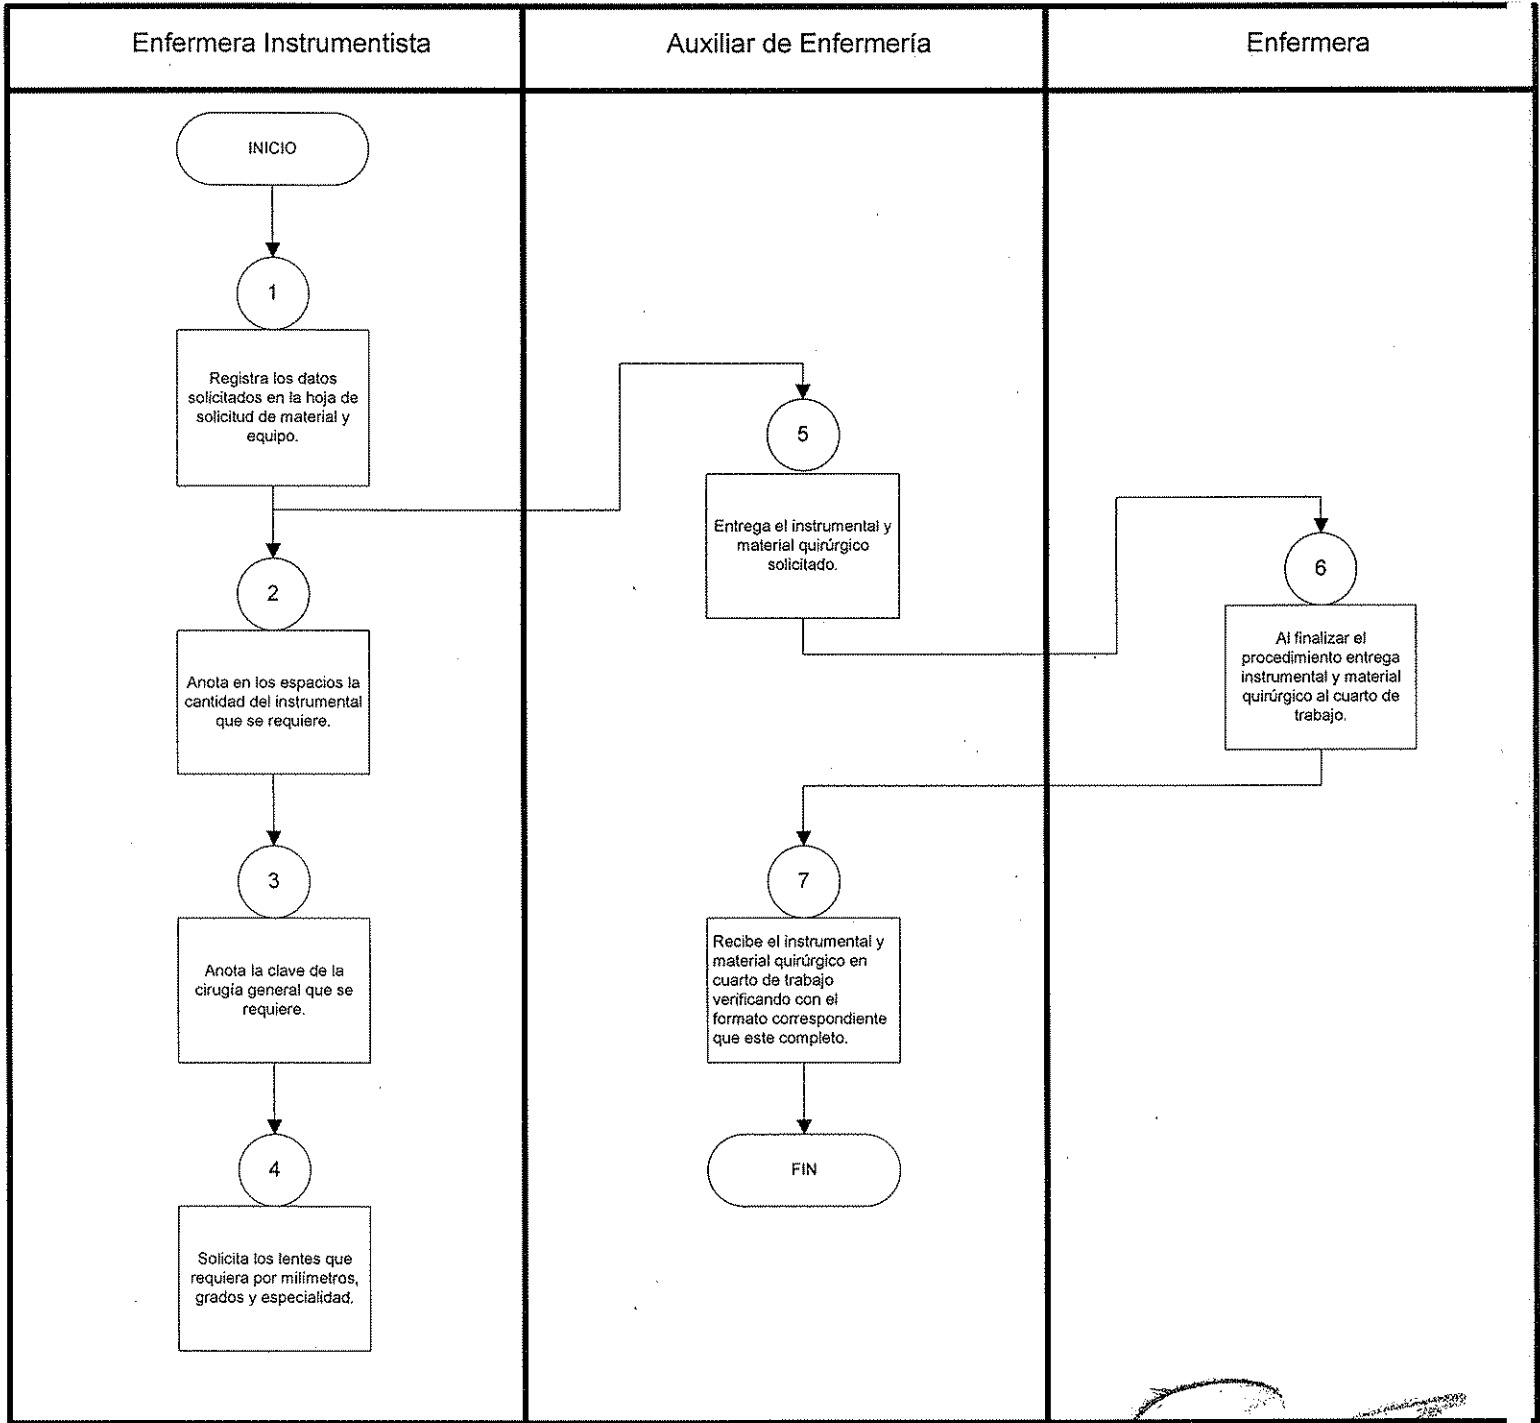 Enfermera Instrumentista
Auxiliar de Enfermería
Enfermera
INICIO
1
Registra los datos
solicitados en la hoja de
solicitud de material y
equipo.
2
Anota en los espacios la
cantidad del instrumental
que se requiere.
3
Anota la clave de la
cirugía general que se
requiere.
4
Solicita los lentes que
requiera por milímetros,
grados y especialidad.
5
Entrega el instrumental y
material quirúrgico
solicitado.
6
Al finalizar el
procedimiento entrega
instrumental y material
quirúrgico al cuarto de
trabajo.
7
Recibe el instrumental y
material quirúrgico en
cuarto de trabajo
verificando con el
formato correspondiente
que este completo.
FIN